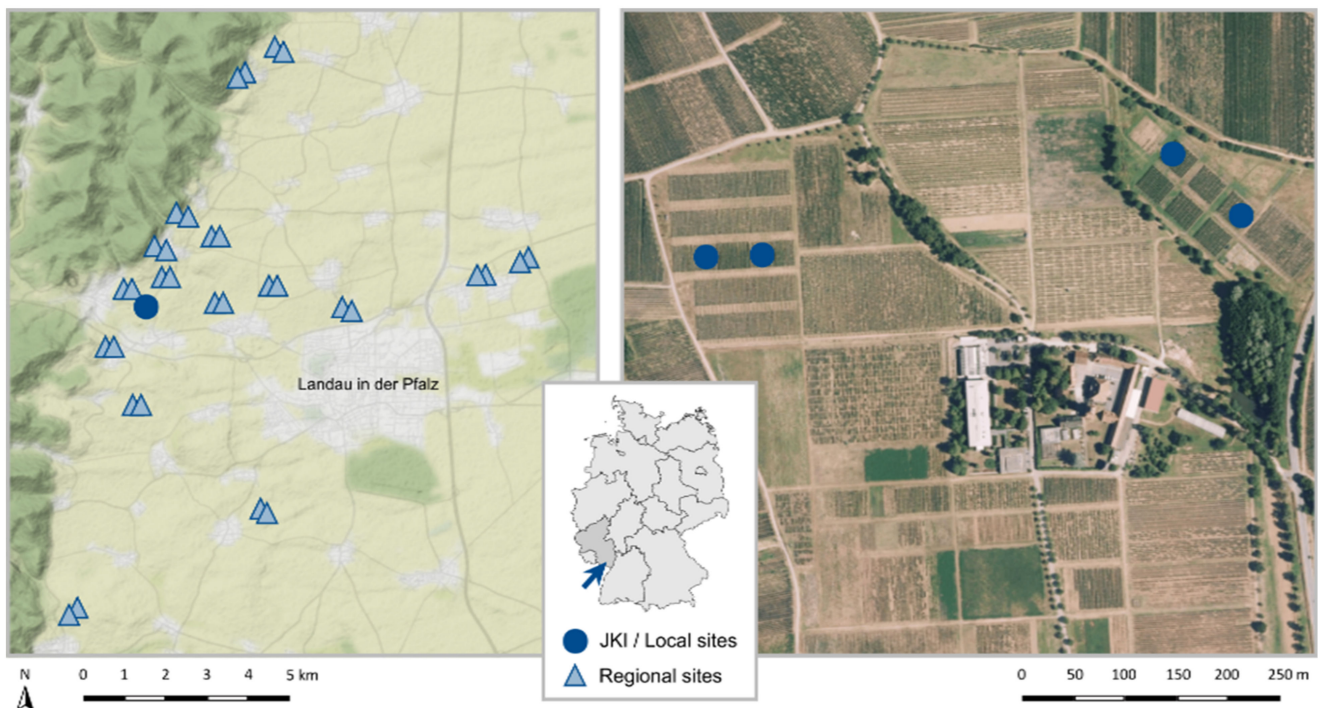 Landau in der Pfalz
JKI / Local sites
Regional sites
N
0 1 2 3 4 5 km
0 50 100 150 200 250 m